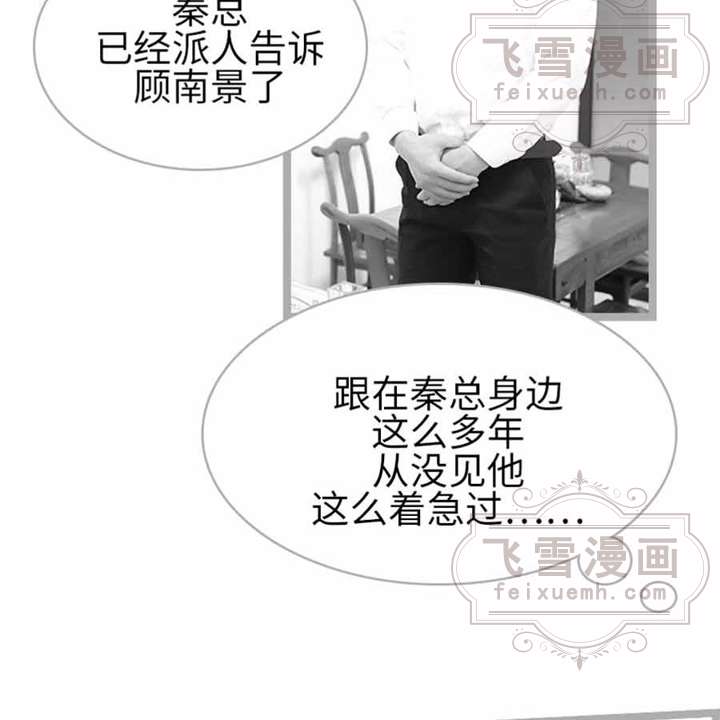 秦总
已经派人告诉
顾南景了
飞雪漫画
feixuemh.com
跟在秦总身边
这么多年
从没见他
这么着急过……
飞雪漫画
feixuemh.com